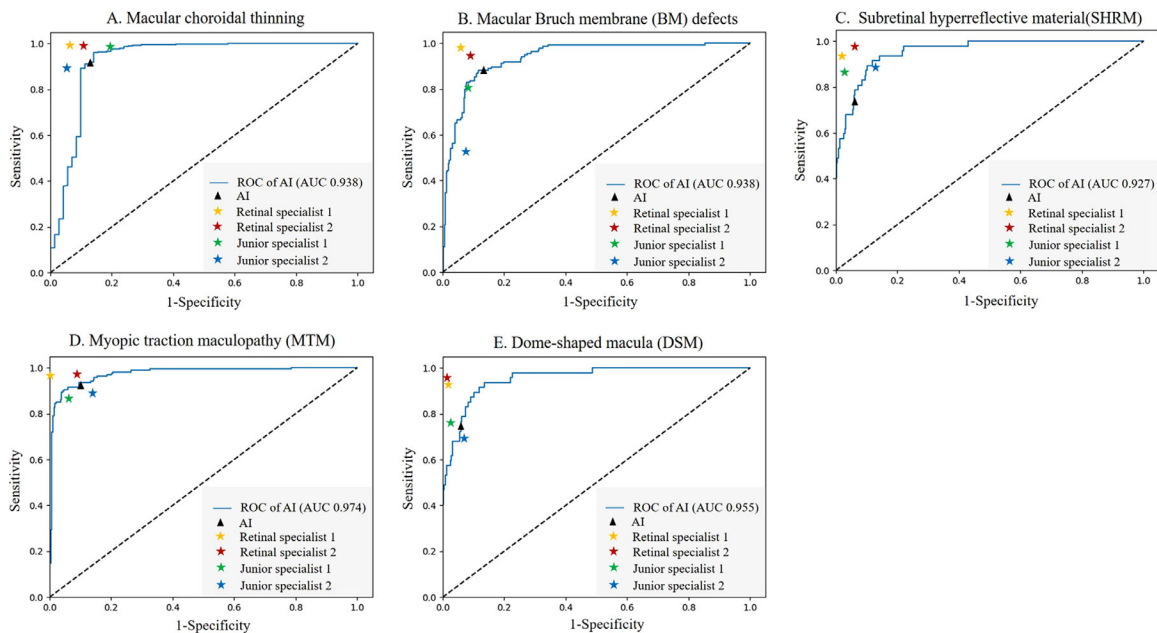 A. Macular choroidal thinning
1.0
0.8
0.6
0.4
0.2
0.0
Sensitivity
ROC of AI (AUC 0.938)
AI
Retinal specialist 1
Retinal specialist 2
Junior specialist 1
Junior specialist 2
0.0 0.2 0.4 0.6 0.8 1.0
1-Specificity
B. Macular Bruch membrane (BM) defects
1.0
0.8
0.6
0.4
0.2
0.0
Sensitivity
ROC of AI (AUC 0.938)
AI
Retinal specialist 1
Retinal specialist 2
Junior specialist 1
Junior specialist 2
0.0 0.2 0.4 0.6 0.8 1.0
1-Specificity
C. Subretinal hyperreflective material(SHRM)
1.0
0.8
0.6
0.4
0.2
0.0
Sensitivity
ROC of AI (AUC 0.927)
AI
Retinal specialist 1
Retinal specialist 2
Junior specialist 1
Junior specialist 2
0.0 0.2 0.4 0.6 0.8 1.0
1-Specificity
D. Myopic traction maculopathy (MTM)
1.0
0.8
0.6
0.4
0.2
0.0
Sensitivity
ROC of AI (AUC 0.974)
AI
Retinal specialist 1
Retinal specialist 2
Junior specialist 1
Junior specialist 2
0.0 0.2 0.4 0.6 0.8 1.0
1-Specificity
E. Dome-shaped macula (DSM)
1.0
0.8
0.6
0.4
0.2
0.0
Sensitivity
ROC of AI (AUC 0.955)
AI
Retinal specialist 1
Retinal specialist 2
Junior specialist 1
Junior specialist 2
0.0 0.2 0.4 0.6 0.8 1.0
1-Specificity